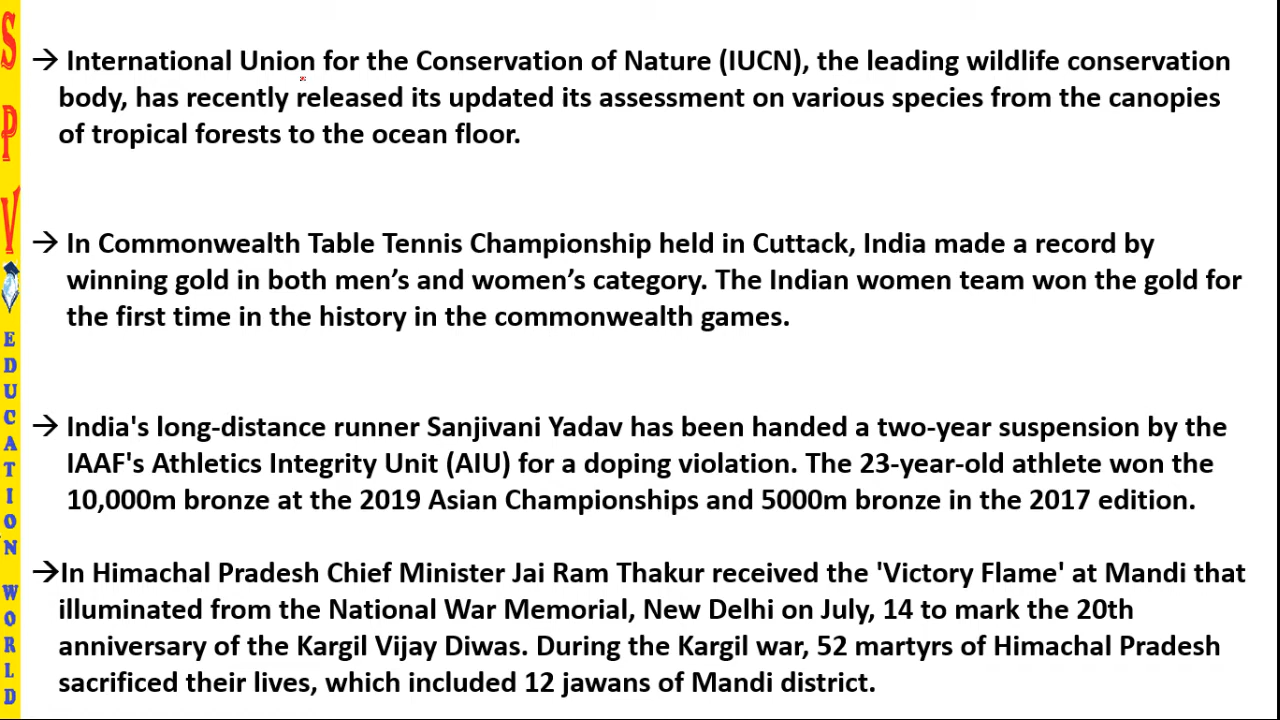 S P V EDUCATION WORLD
→ International Union for the Conservation of Nature (IUCN), the leading wildlife conservation
body, has recently released its updated its assessment on various species from the canopies
of tropical forests to the ocean floor.
→ In Commonwealth Table Tennis Championship held in Cuttack, India made a record by
winning gold in both men’s and women’s category. The Indian women team won the gold for
the first time in the history in the commonwealth games.
→ India's long-distance runner Sanjivani Yadav has been handed a two-year suspension by the
IAAF's Athletics Integrity Unit (AIU) for a doping violation. The 23-year-old athlete won the
10,000m bronze at the 2019 Asian Championships and 5000m bronze in the 2017 edition.
→In Himachal Pradesh Chief Minister Jai Ram Thakur received the 'Victory Flame' at Mandi that
illuminated from the National War Memorial, New Delhi on July, 14 to mark the 20th
anniversary of the Kargil Vijay Diwas. During the Kargil war, 52 martyrs of Himachal Pradesh
sacrificed their lives, which included 12 jawans of Mandi district.